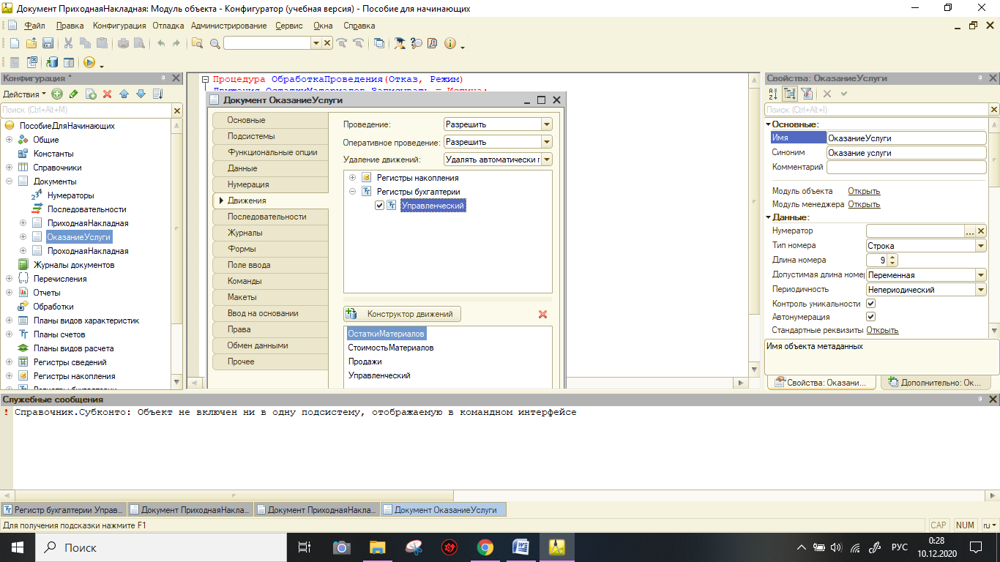 Документ ПриходнаяНакладная: Модуль объекта - Конфигуратор (учебная версия) - Пособие для начинающих
Файл Правка Конфигурация Отладка Администрирование Сервис Окна Справка
Конфигурация *
Действия
Поиск (Ctrl+Alt+M)
ПособиеДляНачинающих
Общие
Константы
Справочники
Документы
Нумераторы
Последовательности
ПриходнаяНакладная
ОказаниеУслуги
ПроходнаяНакладная
Журналы документов
Перечисления
Отчеты
Обработки
Планы видов характеристик
Планы счетов
Планы видов расчета
Регистры сведений
Регистры накопления
Процедура ОбработкаПроведения(Отказ, Режим)
Документ ОказаниеУслуги
Основные
Подсистемы
Функциональные опции
Данные
Нумерация
Движения
Последовательности
Журналы
Формы
Поле ввода
Команды
Макеты
Ввод на основании
Права
Обмен данными
Прочее
Проведение: Разрешить
Оперативное проведение: Разрешить
Удаление движений: Удалять автоматически г
Регистры накопления
Регистры бухгалтерии
Управленческий
Конструктор движений
ОстаткиМатериалов
СтоимостьМатериалов
Продажи
Управленческий
Свойства: ОказаниеУслуги
Поиск (Ctrl+Alt+I)
Основные:
Имя ОказаниеУслуги
Синоним Оказание услуги
Комментарий
Модуль объекта Открыть
Модуль менеджера Открыть
Данные:
Нумератор ...
Тип номера Строка
Длина номера 9
Допустимая длина номе Переменная
Периодичность Непериодический
Контроль уникальности
Автонумерация
Стандартные реквизиты Открыть
Имя объекта метаданных
Свойства: Оказани... Дополнительно: Ок...
Служебные сообщения
! Справочник.Субконто: Объект не включен ни в одну подсистему, отображаемую в командном интерфейсе
Регистр бухгалтерии Управ... Документ ПриходнаяНакла... Документ ПриходнаяНакла... Документ ОказаниеУслуги
Для получения подсказки нажмите F1 CAP NUM ru
Поиск
РУС
0:28
10.12.2020